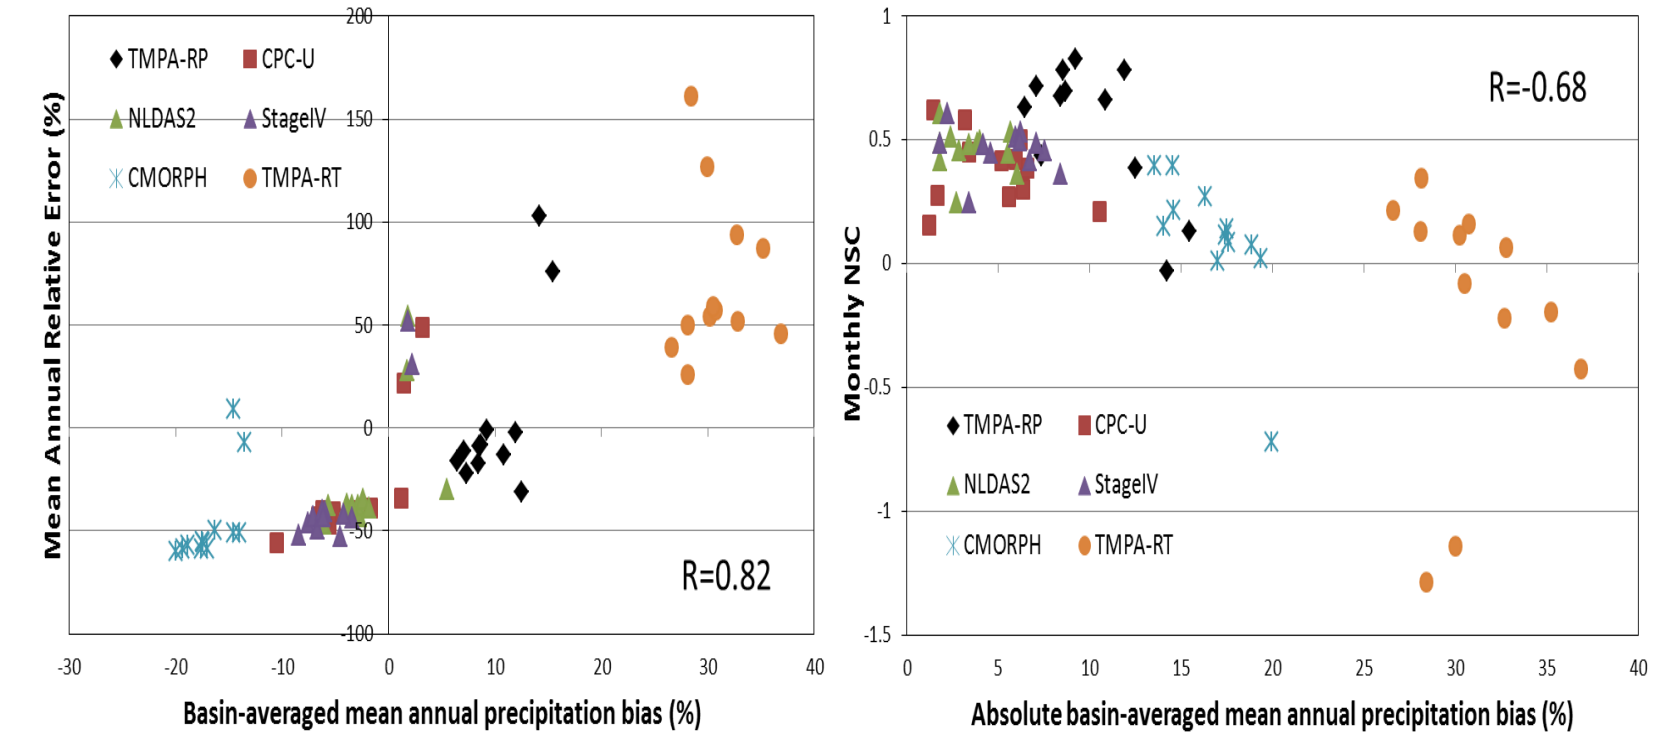 200
150
100
50
0
-50
-100
-30 -20 -10 0 10 20 30 40
Mean Annual Relative Error (%)
Basin-averaged mean annual precipitation bias (%)
TMPA-RP CPC-U
NLDAS2 StageIV
CMORPH TMPA-RT
R=0.82
1
0.5
0
-0.5
-1
-1.5
0 5 10 15 20 25 30 35 40
Monthly NSC
Absolute basin-averaged mean annual precipitation bias (%)
R=-0.68
TMPA-RP CPC-U
NLDAS2 StageIV
CMORPH TMPA-RT